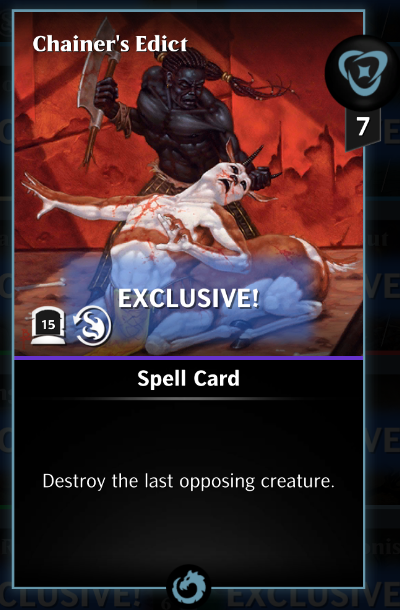 Chainer's Edict
7
EXCLUSIVE!
15
Spell Card
Destroy the last opposing creature.